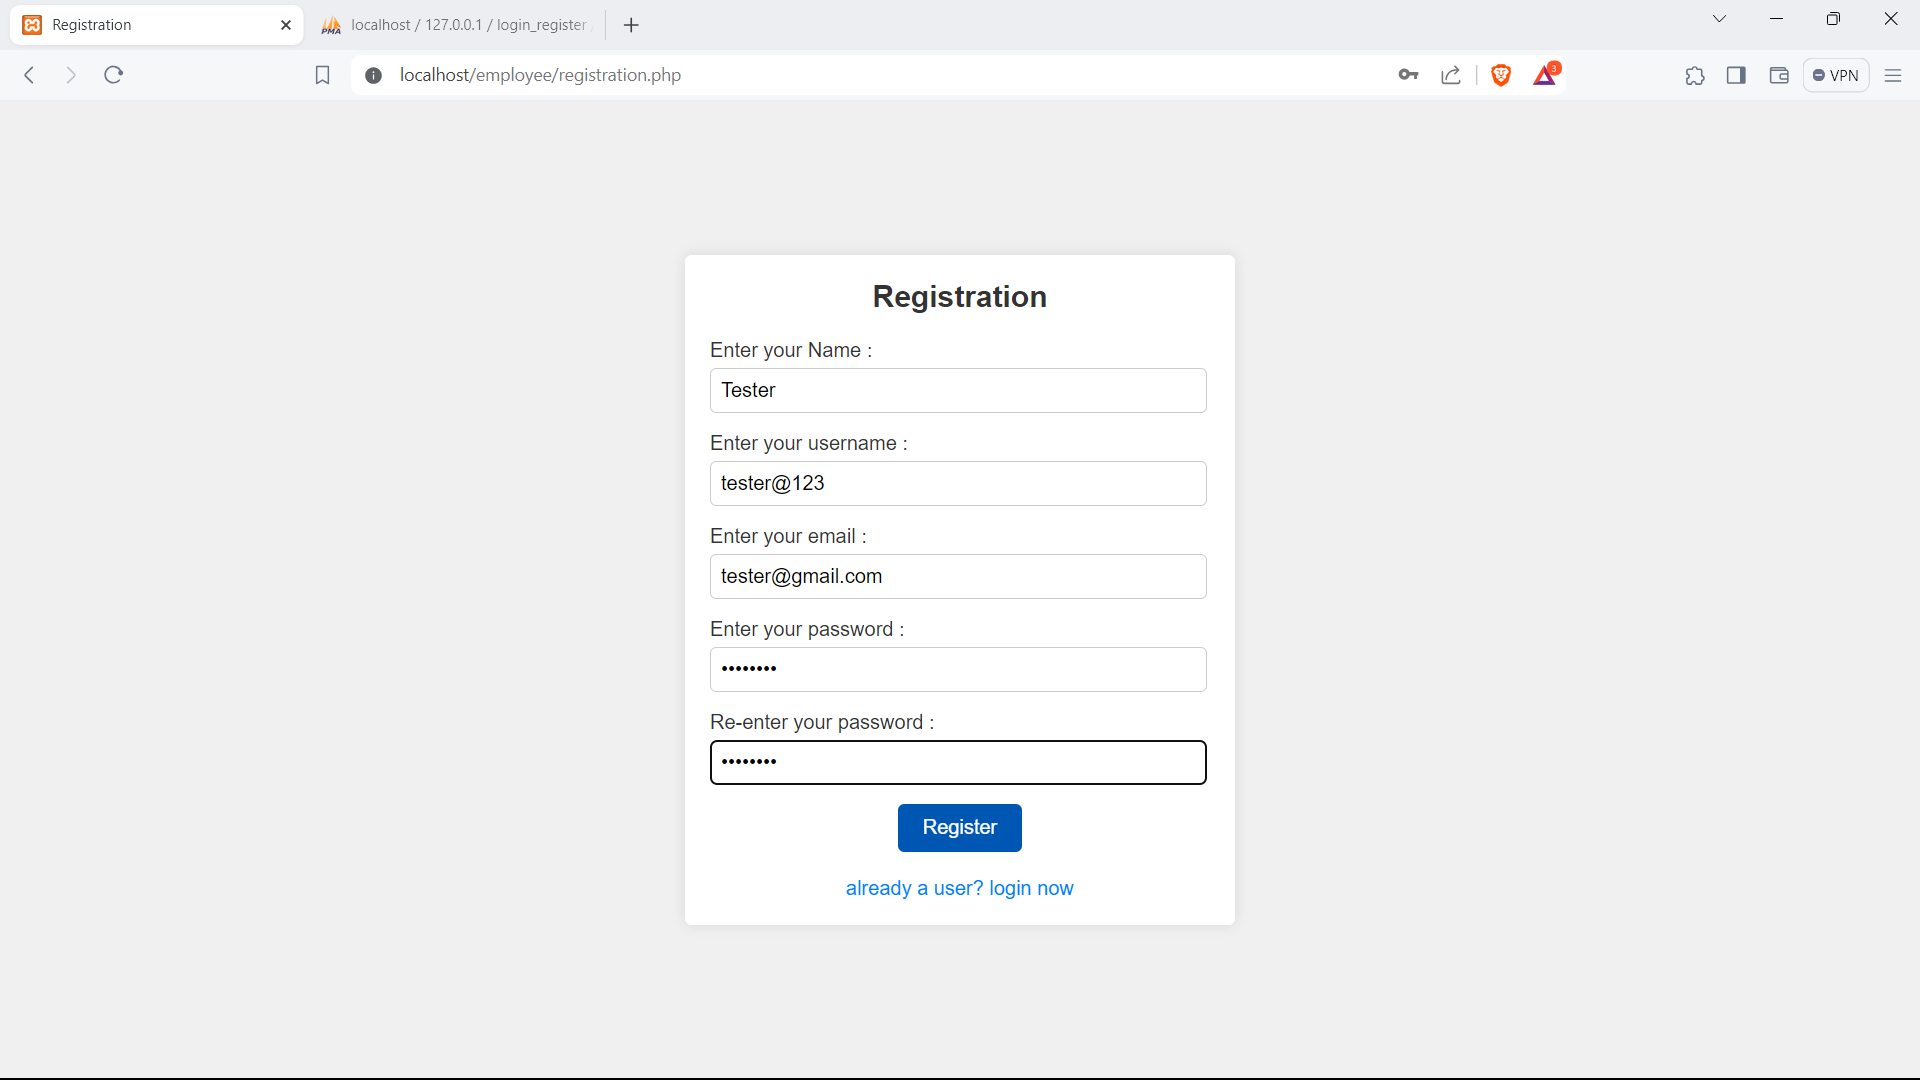 Registration
PMA
localhost / 127.0.0.1 / login_register
localhost/employee/registration.php
3
VPN
Registration
Enter your Name :
Tester
Enter your username :
tester@123
Enter your email :
tester@gmail.com
Enter your password :
••••••••
Re-enter your password :
••••••••
Register
already a user? login now